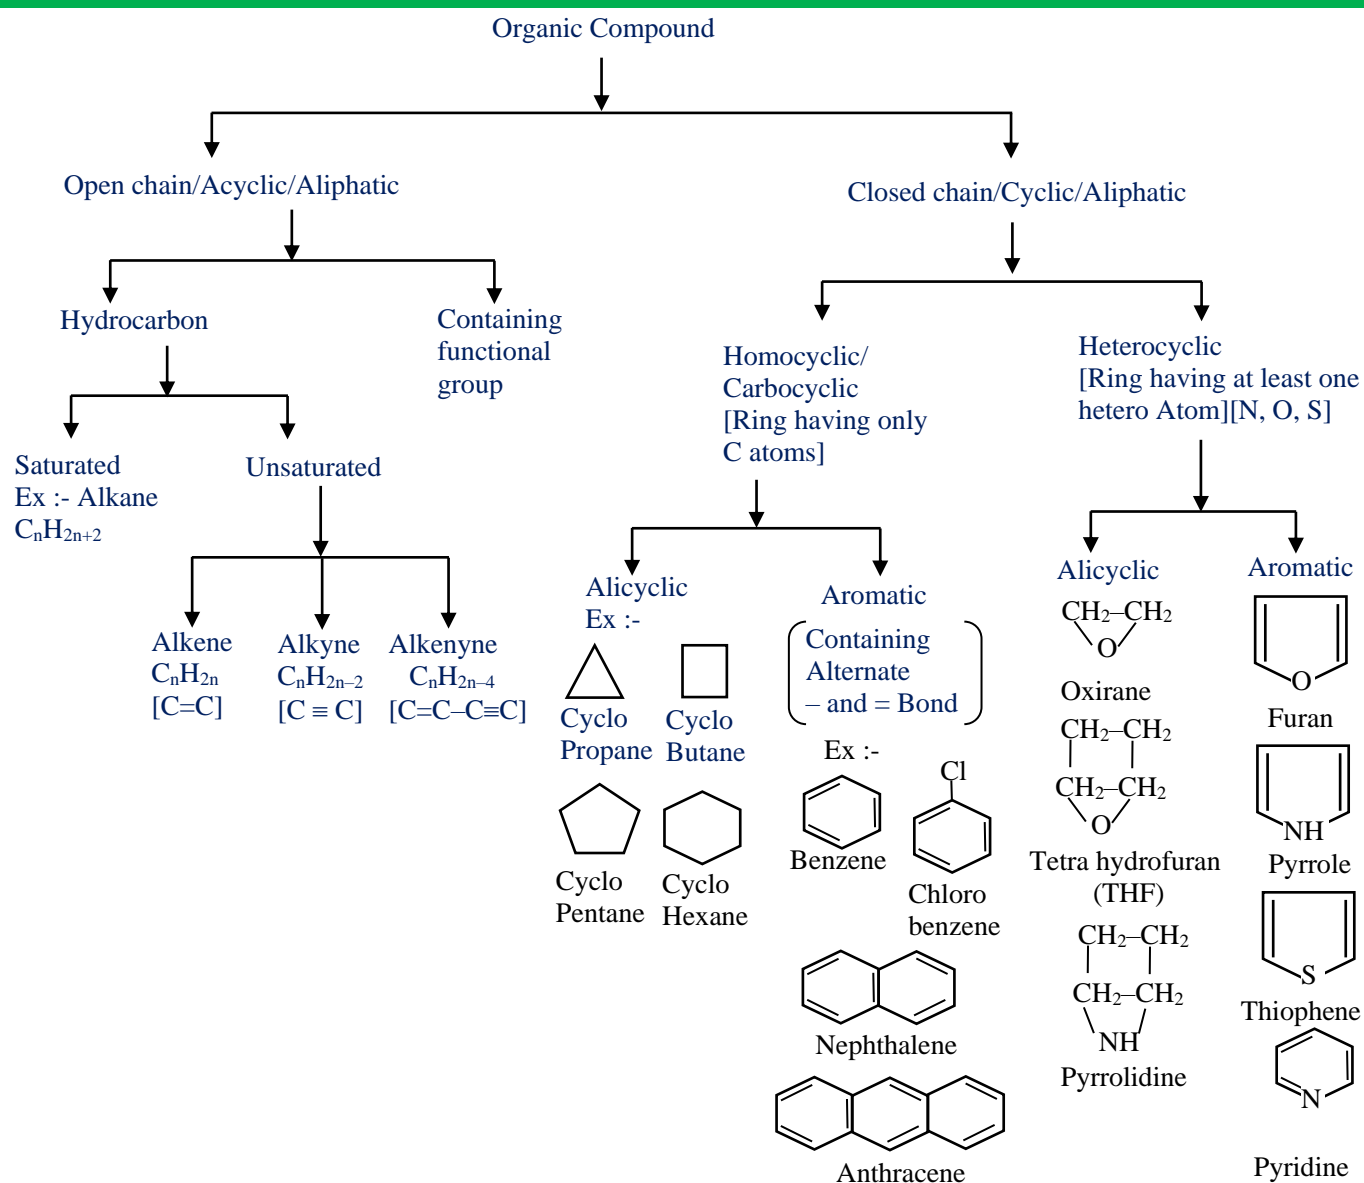 Organic Compound
Open chain/Acyclic/Aliphatic
Closed chain/Cyclic/Aliphatic
Hydrocarbon
Containing
functional
group
Homocyclic/
Carbocyclic
[Ring having only
C atoms]
Heterocyclic
[Ring having at least one
hetero Atom][N, O, S]
Saturated
Ex :- Alkane
CₙH₂ₙ₊₂
Unsaturated
Alkene
CₙH₂ₙ
[C=C]
Alkyne
CₙH₂ₙ₋₂
[C ≡ C]
Alkenyne
CₙH₂ₙ₋₄
[C=C–C≡C]
Alicyclic
Ex :-
Cyclo
Propane
Cyclo
Butane
Cyclo
Pentane
Cyclo
Hexane
Aromatic
Containing
Alternate
– and = Bond
Ex :-
Benzene
Cl
Chloro
benzene
Nephthalene
Anthracene
Alicyclic
CH₂–CH₂
O
Oxirane
CH₂–CH₂
CH₂–CH₂
O
Tetra hydrofuran
(THF)
CH₂–CH₂
CH₂–CH₂
NH
Pyrrolidine
Aromatic
O
Furan
NH
Pyrrole
S
Thiophene
N
Pyridine